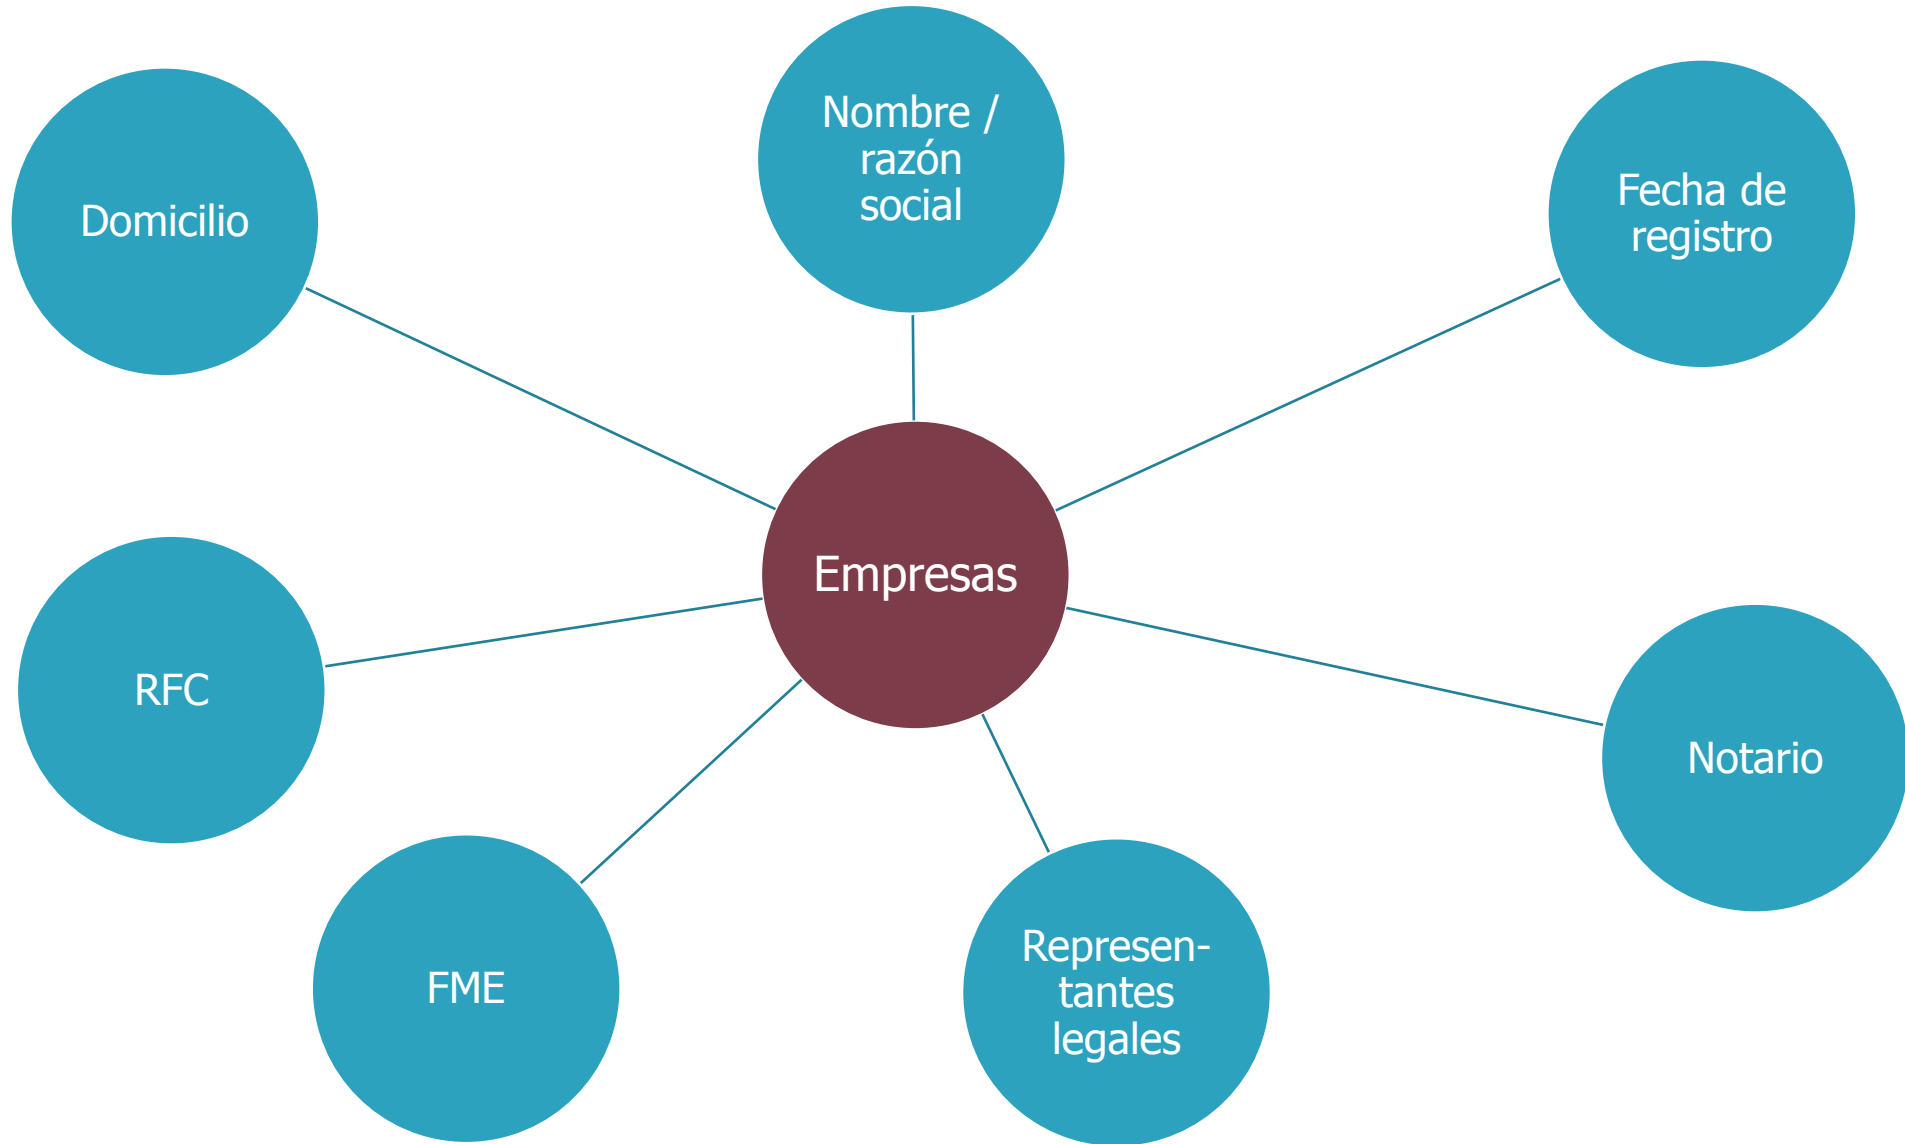 Nombre /
razón
social
Domicilio
Fecha de
registro
Empresas
RFC
Notario
FME
Represen-
tantes
legales